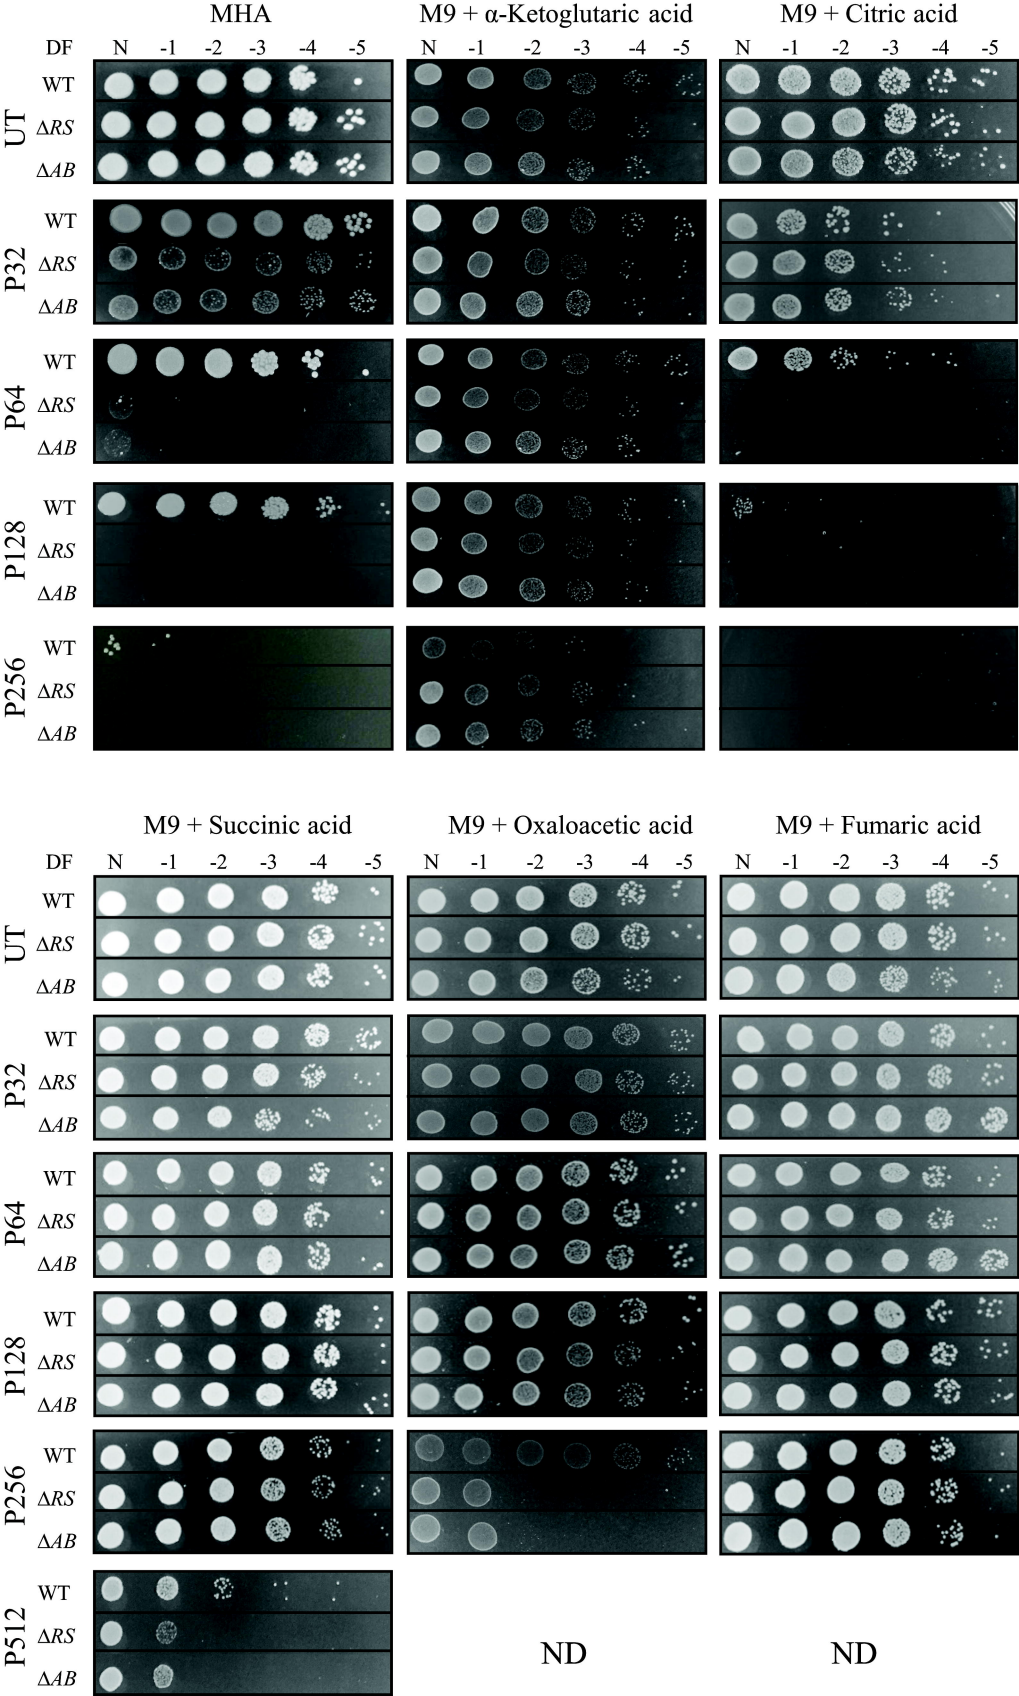 MHA M9 + α-Ketoglutaric acid M9 + Citric acid
DF N -1 -2 -3 -4 -5 N -1 -2 -3 -4 -5 N -1 -2 -3 -4 -5
UT
WT
ΔRS
ΔAB
P32
WT
ΔRS
ΔAB
P64
WT
ΔRS
ΔAB
P128
WT
ΔRS
ΔAB
P256
WT
ΔRS
ΔAB
M9 + Succinic acid M9 + Oxaloacetic acid M9 + Fumaric acid
DF N -1 -2 -3 -4 -5 N -1 -2 -3 -4 -5 N -1 -2 -3 -4 -5
UT
WT
ΔRS
ΔAB
P32
WT
ΔRS
ΔAB
P64
WT
ΔRS
ΔAB
P128
WT
ΔRS
ΔAB
P256
WT
ΔRS
ΔAB
P512
WT
ΔRS
ΔAB
ND ND